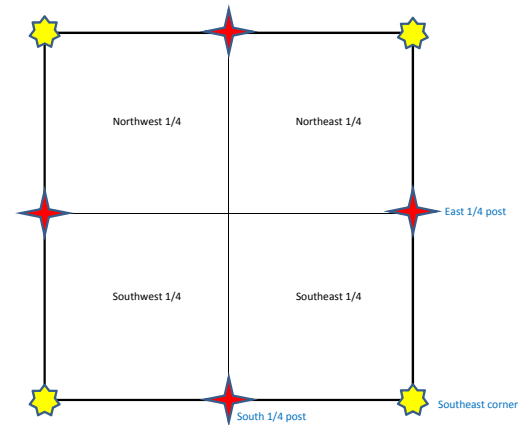 Northwest 1/4
Northeast 1/4
East 1/4 post
Southwest 1/4
Southeast 1/4
Southeast corner
South 1/4 post